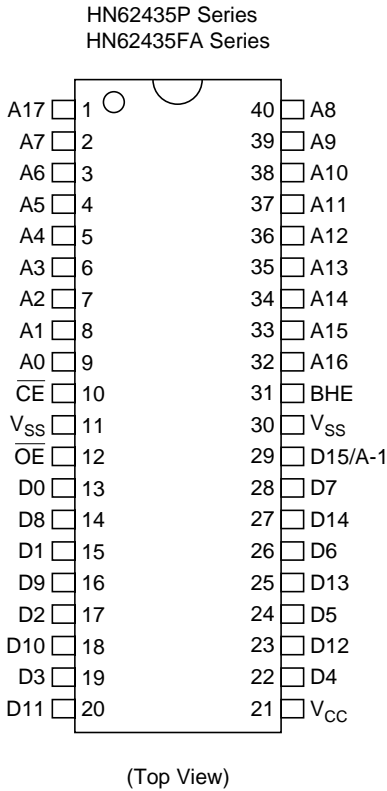 HN62435P Series
HN62435FA Series
A17 1 40 A8
A7 2 39 A9
A6 3 38 A10
A5 4 37 A11
A4 5 36 A12
A3 6 35 A13
A2 7 34 A14
A1 8 33 A15
A0 9 32 A16
C̅E̅ 10 31 BHE
VSS 11 30 VSS
O̅E̅ 12 29 D15/A-1
D0 13 28 D7
D8 14 27 D14
D1 15 26 D6
D9 16 25 D13
D2 17 24 D5
D10 18 23 D12
D3 19 22 D4
D11 20 21 VCC
(Top View)